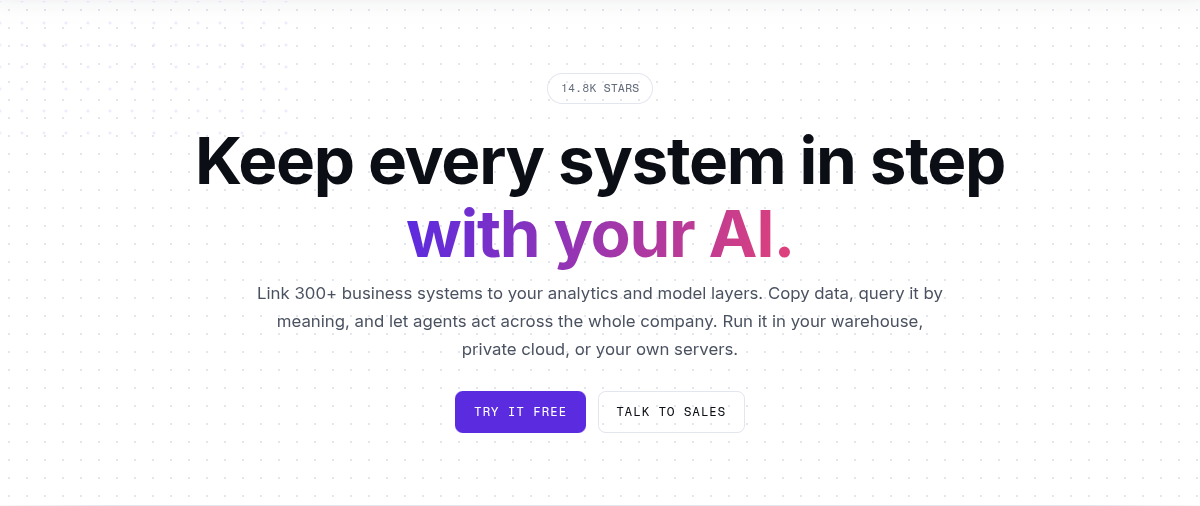 14.8K STARS
Keep every system in step
with your AI.
Link 300+ business systems to your analytics and model layers. Copy data, query it by
meaning, and let agents act across the whole company. Run it in your warehouse,
private cloud, or your own servers.
TRY IT FREE
TALK TO SALES